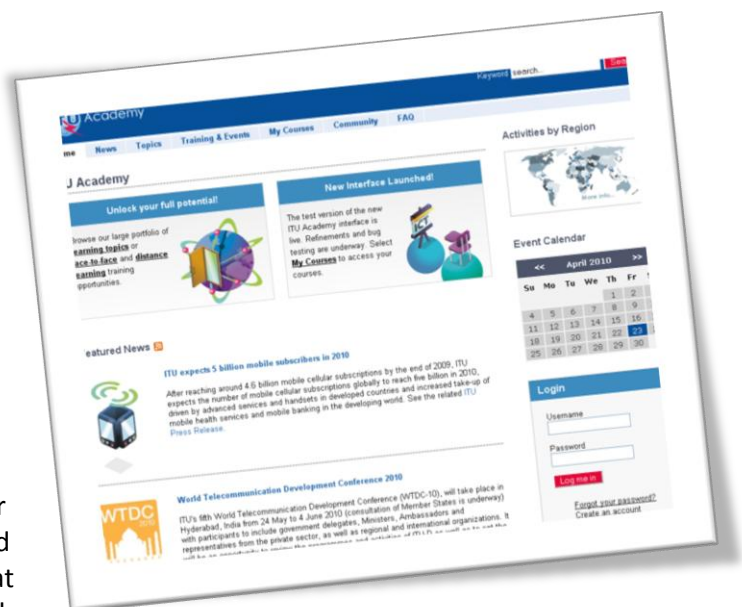 Keyword search...
Academy
News Topics Training & Events My Courses Community FAQ
Activities by Region
More info...
J Academy
Unlock your full potential!
rowse our large portfolio of
earning topics or
ace-to-face and distance
earning training
pportunities.
New Interface Launched!
The test version of the new
ITU Academy interface is
live. Refinements and bug
testing are underway. Select
My Courses to access your
courses.
ICT
Event Calendar
<< April 2010 >>
Su Mo Tu We Th Fr
1 2
4 5 6 7 8 9
11 12 13 14 15 16
18 19 20 21 22 23
25 26 27 28 29 30
eatured News
ITU expects 5 billion mobile subscribers in 2010
After reaching around 4.6 billion mobile cellular subscriptions by the end of 2009, ITU
expects the number of mobile cellular subscriptions globally to reach five billion in 2010,
driven by advanced services and handsets in developed countries and increased take-up of
mobile health services and mobile banking in the developing world. See the related ITU
Press Release.
Login
Username
Password
Log me in
Forgot your password?
Create an account
WTDC
2010
HYDERABAD
World Telecommunication Development Conference 2010
ITU's fifth World Telecommunication Development Conference (WTDC-10), will take place in
Hyderabad, India from 24 May to 4 June 2010 (consultation of Member States is underway)
with participants to include government delegates, Ministers, Ambassadors and
representatives from the private sector, as well as regional and international organizations. It